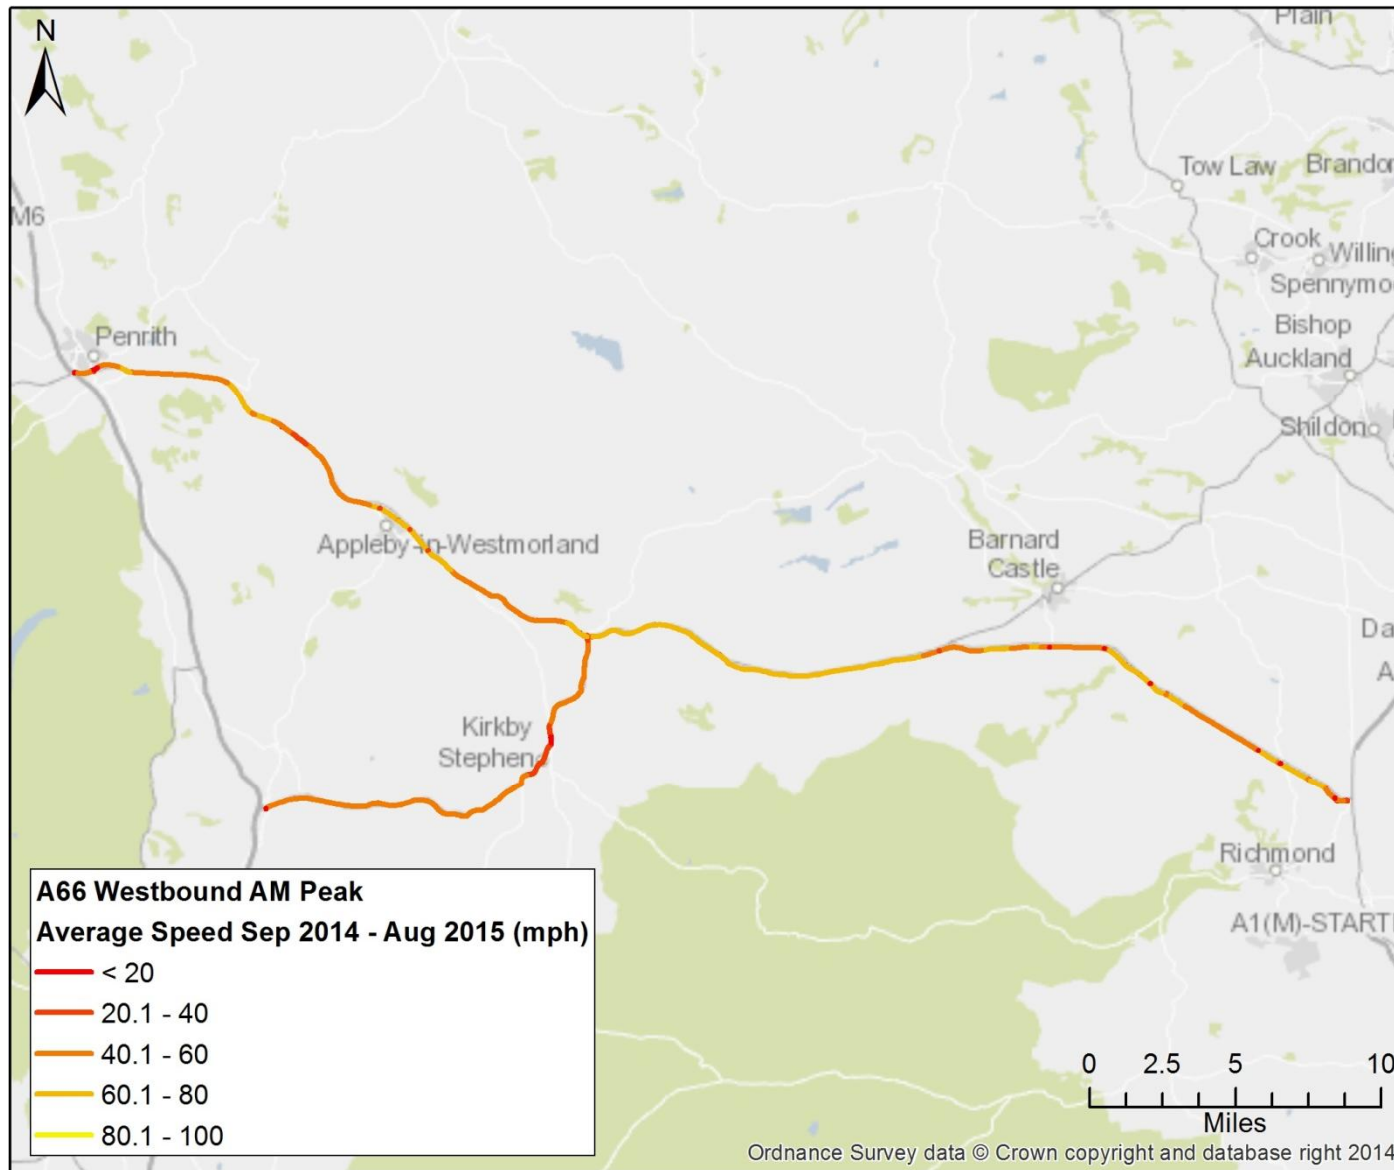 N
Plain
Tow Law
Brandon
M6
Crook
Willing
Spennymo
Penrith
Bishop
Auckland
Shildon
Appleby-in-Westmorland
Barnard
Castle
Da
A
Kirkby
Stephen
Richmond
A1(M)-START
A66 Westbound AM Peak
Average Speed Sep 2014 - Aug 2015 (mph)
< 20
20.1 - 40
40.1 - 60
60.1 - 80
80.1 - 100
0 2.5 5 10
Miles
Ordnance Survey data © Crown copyright and database right 2014